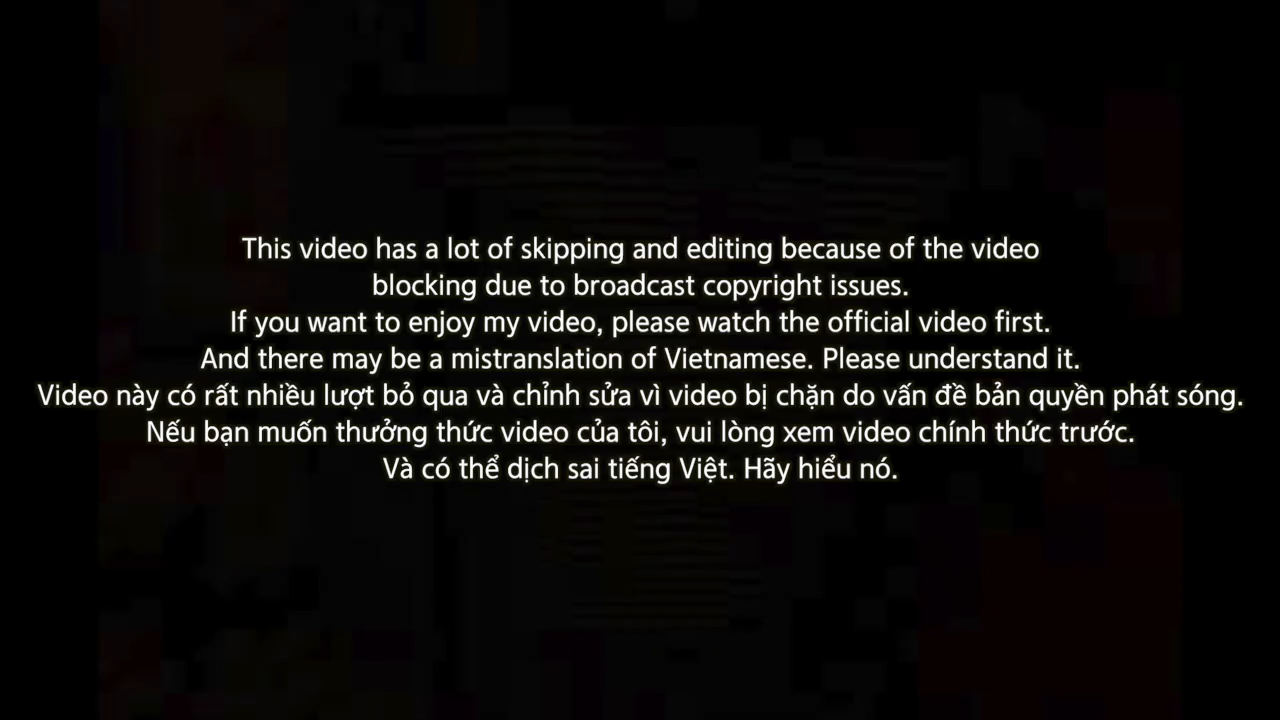 This video has a lot of skipping and editing because of the video
blocking due to broadcast copyright issues.
If you want to enjoy my video, please watch the official video first.
And there may be a mistranslation of Vietnamese. Please understand it.
Video này có rất nhiều lượt bỏ qua và chỉnh sửa vì video bị chặn do vấn đề bản quyền phát sóng.
Nếu bạn muốn thưởng thức video của tôi, vui lòng xem video chính thức trước.
Và có thể dịch sai tiếng Việt. Hãy hiểu nó.